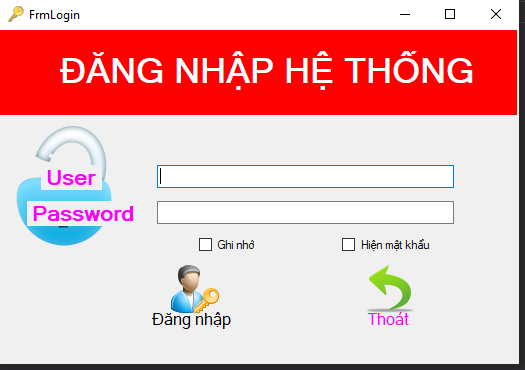 FrmLogin
ĐĂNG NHẬP HỆ THỐNG
User
Password
Ghi nhớ
Hiện mật khẩu
Đăng nhập
Thoát